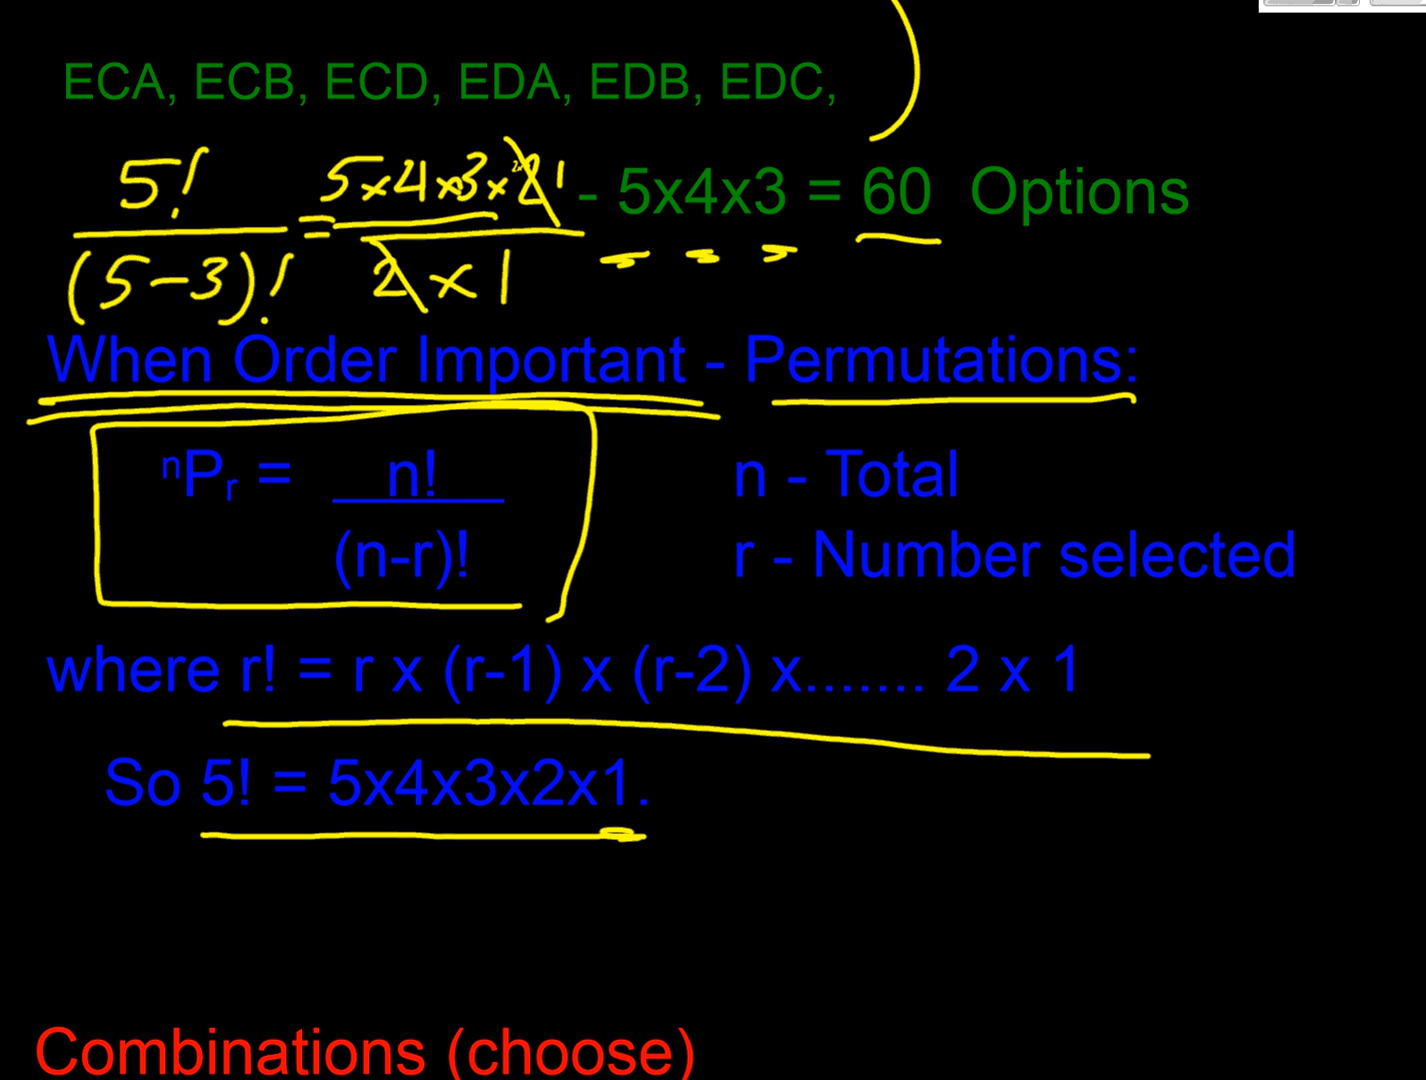 ECA, ECB, ECD, EDA, EDB, EDC,
5! = 5x4x3x2x1 - 5x4x3 = 60 Options
(5-3)! 2x1
When Order Important - Permutations:
ⁿPᵣ = n! n - Total
(n-r)! r - Number selected
where r! = r x (r-1) x (r-2) x....... 2 x 1
So 5! = 5x4x3x2x1.
Combinations (choose)